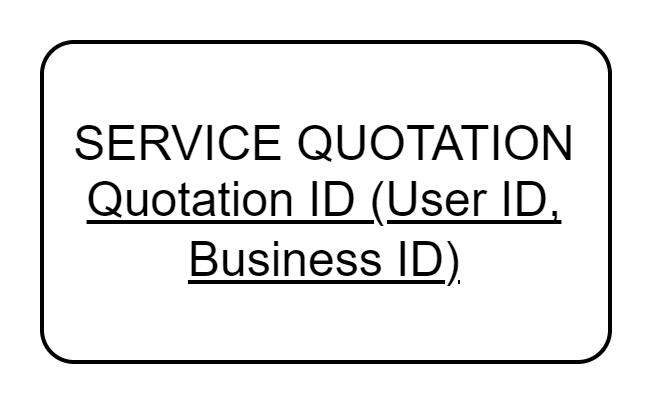 SERVICE QUOTATION
Quotation ID (User ID,
Business ID)